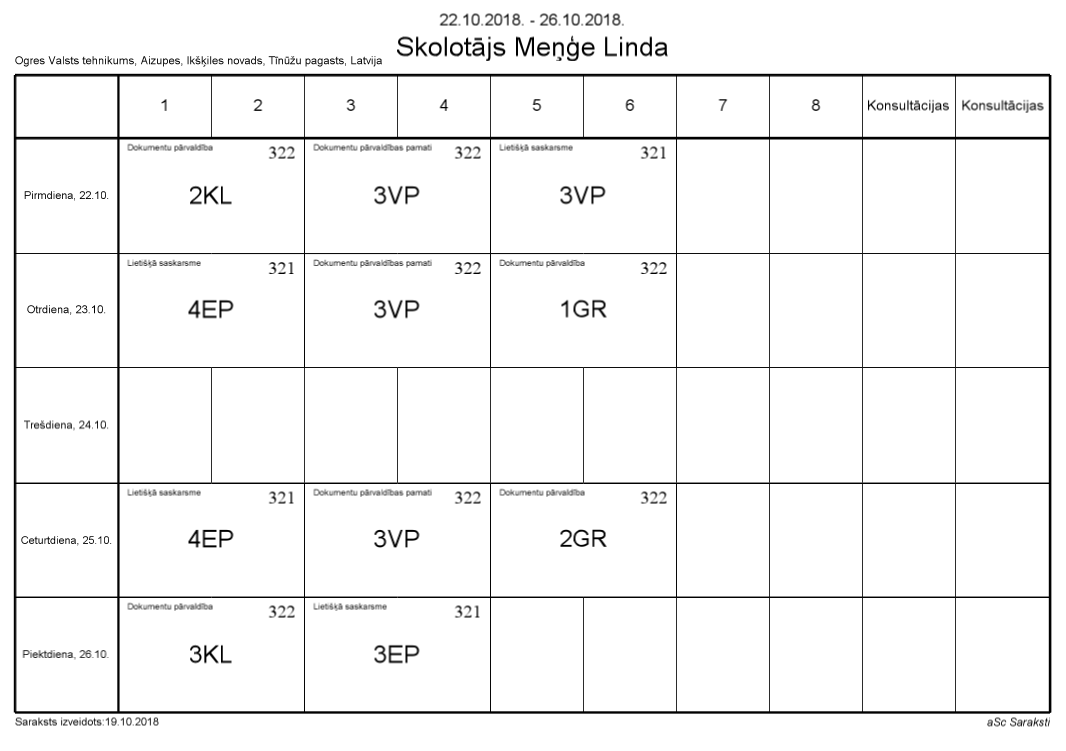 22.10.2018. - 26.10.2018.
Skolotājs Meņģe Linda
Ogres Valsts tehnikums, Aizupes, Ikšķiles novads, Tīnūžu pagasts, Latvija
1 2 3 4 5 6 7 8 Konsultācijas Konsultācijas
Dokumentu pārvaldība 322 Dokumentu pārvaldības pamati 322 Lietišķā saskarsme 321
Pirmdiena, 22.10. 2KL 3VP 3VP
Lietišķā saskarsme 321 Dokumentu pārvaldības pamati 322 Dokumentu pārvaldība 322
Otrdiena, 23.10. 4EP 3VP 1GR
Trešdiena, 24.10.
Lietišķā saskarsme 321 Dokumentu pārvaldības pamati 322 Dokumentu pārvaldība 322
Ceturtdiena, 25.10. 4EP 3VP 2GR
Dokumentu pārvaldība 322 Lietišķā saskarsme 321
Piektdiena, 26.10. 3KL 3EP
Saraksts izveidots:19.10.2018 aSc Saraksti